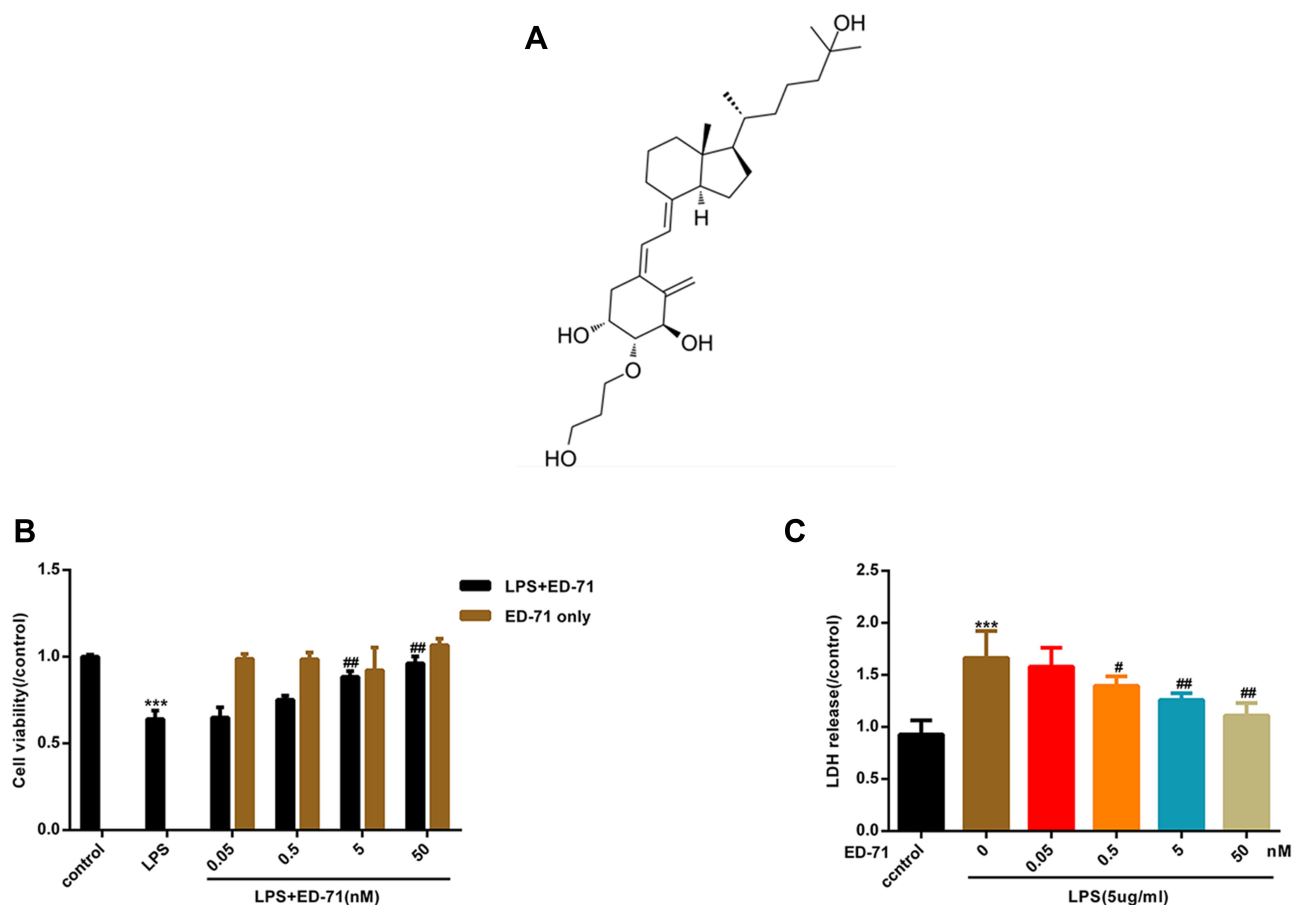 A
OH
H
HO
OH
O
HO
B
1.5
1.0
0.5
0.0
Cell viability(/control)
***
##
##
LPS+ED-71
ED-71 only
control
LPS
0.05
0.5
5
50
LPS+ED-71(nM)
C
2.5
2.0
1.5
1.0
0.5
0.0
LDH release(/control)
***
#
##
##
ED-71
ccntrol
0
0.05
0.5
5
50
nM
LPS(5ug/ml)